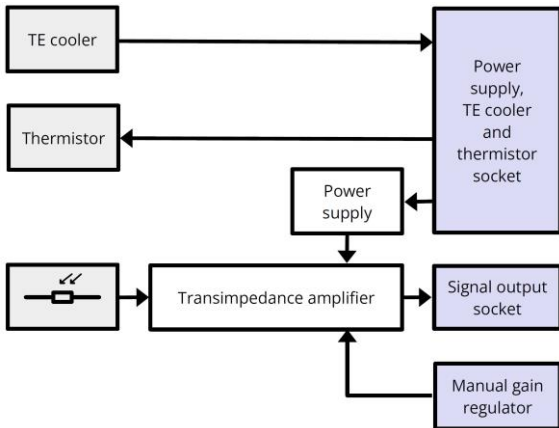 TE cooler
Power
supply,
TE cooler
and
thermistor
socket
Thermistor
Power
supply
Transimpedance amplifier
Signal output
socket
Manual gain
regulator